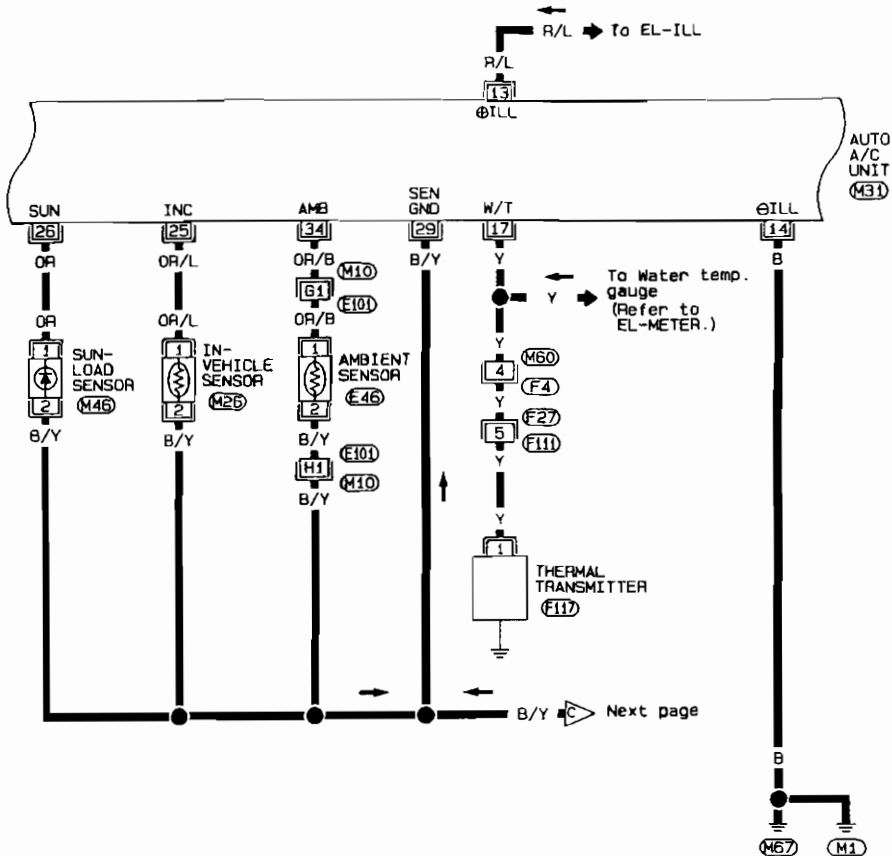 R/L To EL-ILL
R/L
13
⊕ILL
AUTO
A/C
UNIT
M31
SUN INC AMB SEN
GND W/T ⊖ILL
26 25 34 29 17 14
OR OR/L OR/B B/Y Y B
M10
G1
E101
To Water temp.
gauge
(Refer to
EL-METER.)
Y
OR OR/L OR/B Y
1 1 1
SUN-
LOAD
SENSOR
M46
IN-
VEHICLE
SENSOR
M26
AMBIENT
SENSOR
E46
2 2 2
B/Y B/Y B/Y
E101
H1
M10
B/Y
M60
4
F4
Y
F27
5
F111
Y
Y
1
THERMAL
TRANSMITTER
F117
B/Y C Next page
B
M67 M1